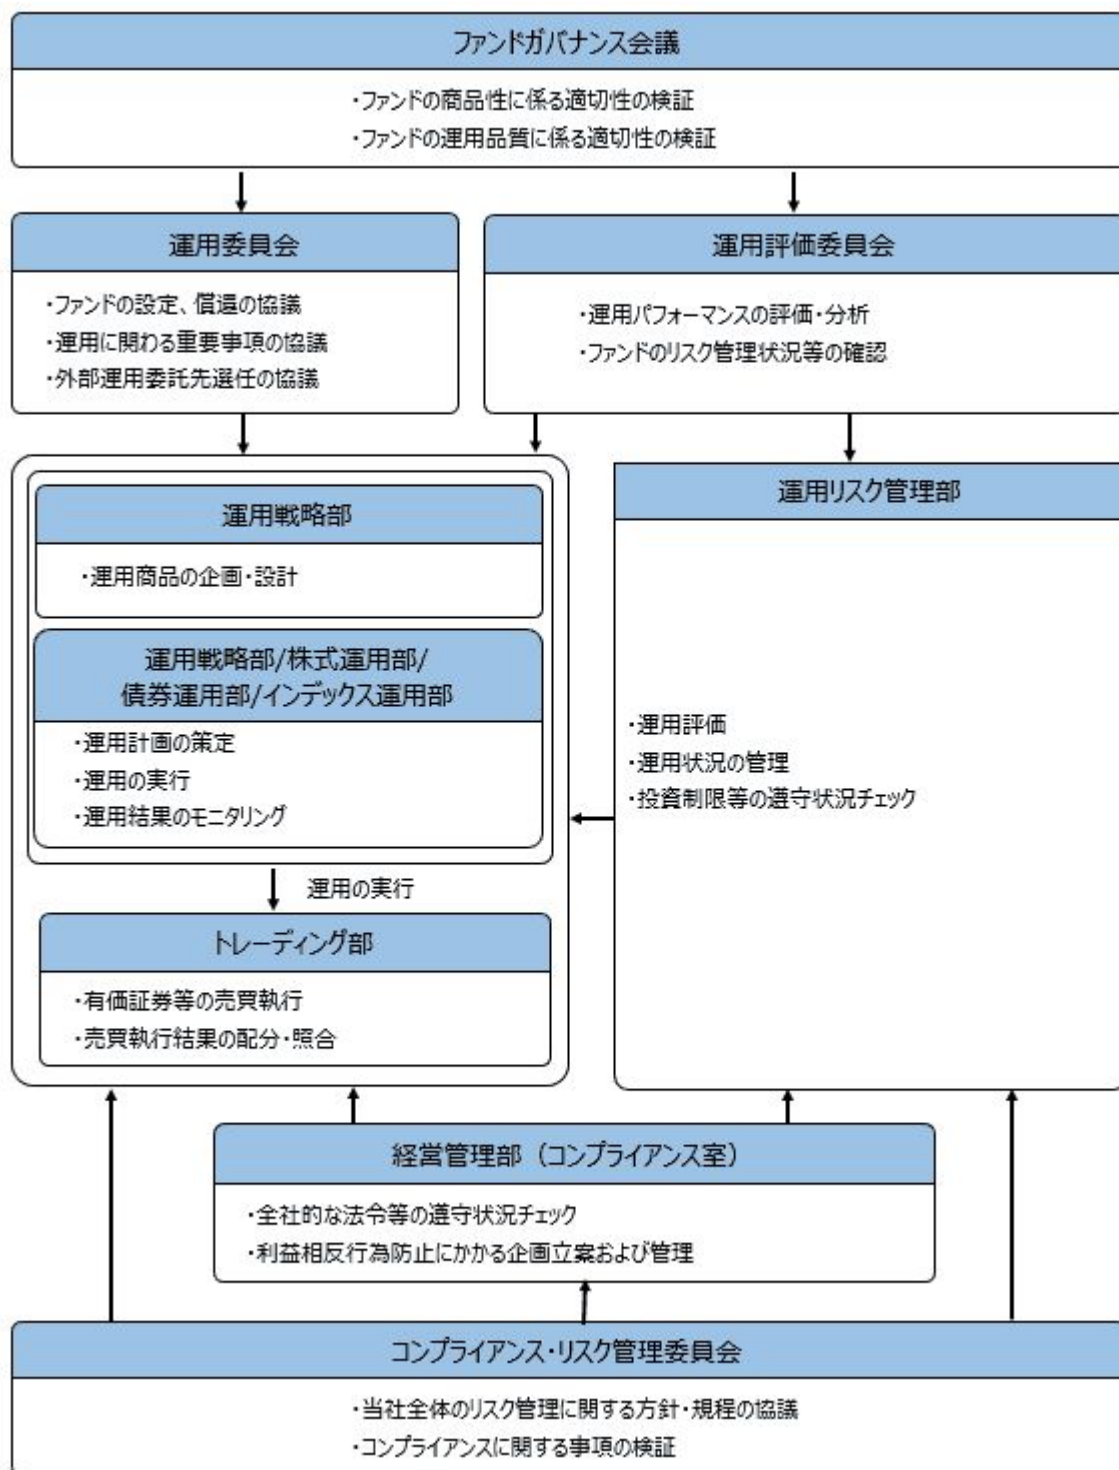 ファンドガバナンス会議
・ファンドの商品性に係る適切性の検証
・ファンドの運用品質に係る適切性の検証
運用委員会
・ファンドの設定、償還の協議
・運用に関わる重要事項の協議
・外部運用委託先選任の協議
運用評価委員会
・運用パフォーマンスの評価・分析
・ファンドのリスク管理状況等の確認
運用戦略部
・運用商品の企画・設計
運用戦略部/株式運用部/
債券運用部/インデックス運用部
・運用計画の策定
・運用の実行
・運用結果のモニタリング
運用の実行
トレーディング部
・有価証券等の売買執行
・売買執行結果の配分・照合
運用リスク管理部
・運用評価
・運用状況の管理
・投資制限等の遵守状況チェック
経営管理部（コンプライアンス室）
・全社的な法令等の遵守状況チェック
・利益相反行為防止にかかる企画立案および管理
コンプライアンス・リスク管理委員会
・当社全体のリスク管理に関する方針・規程の協議
・コンプライアンスに関する事項の検証